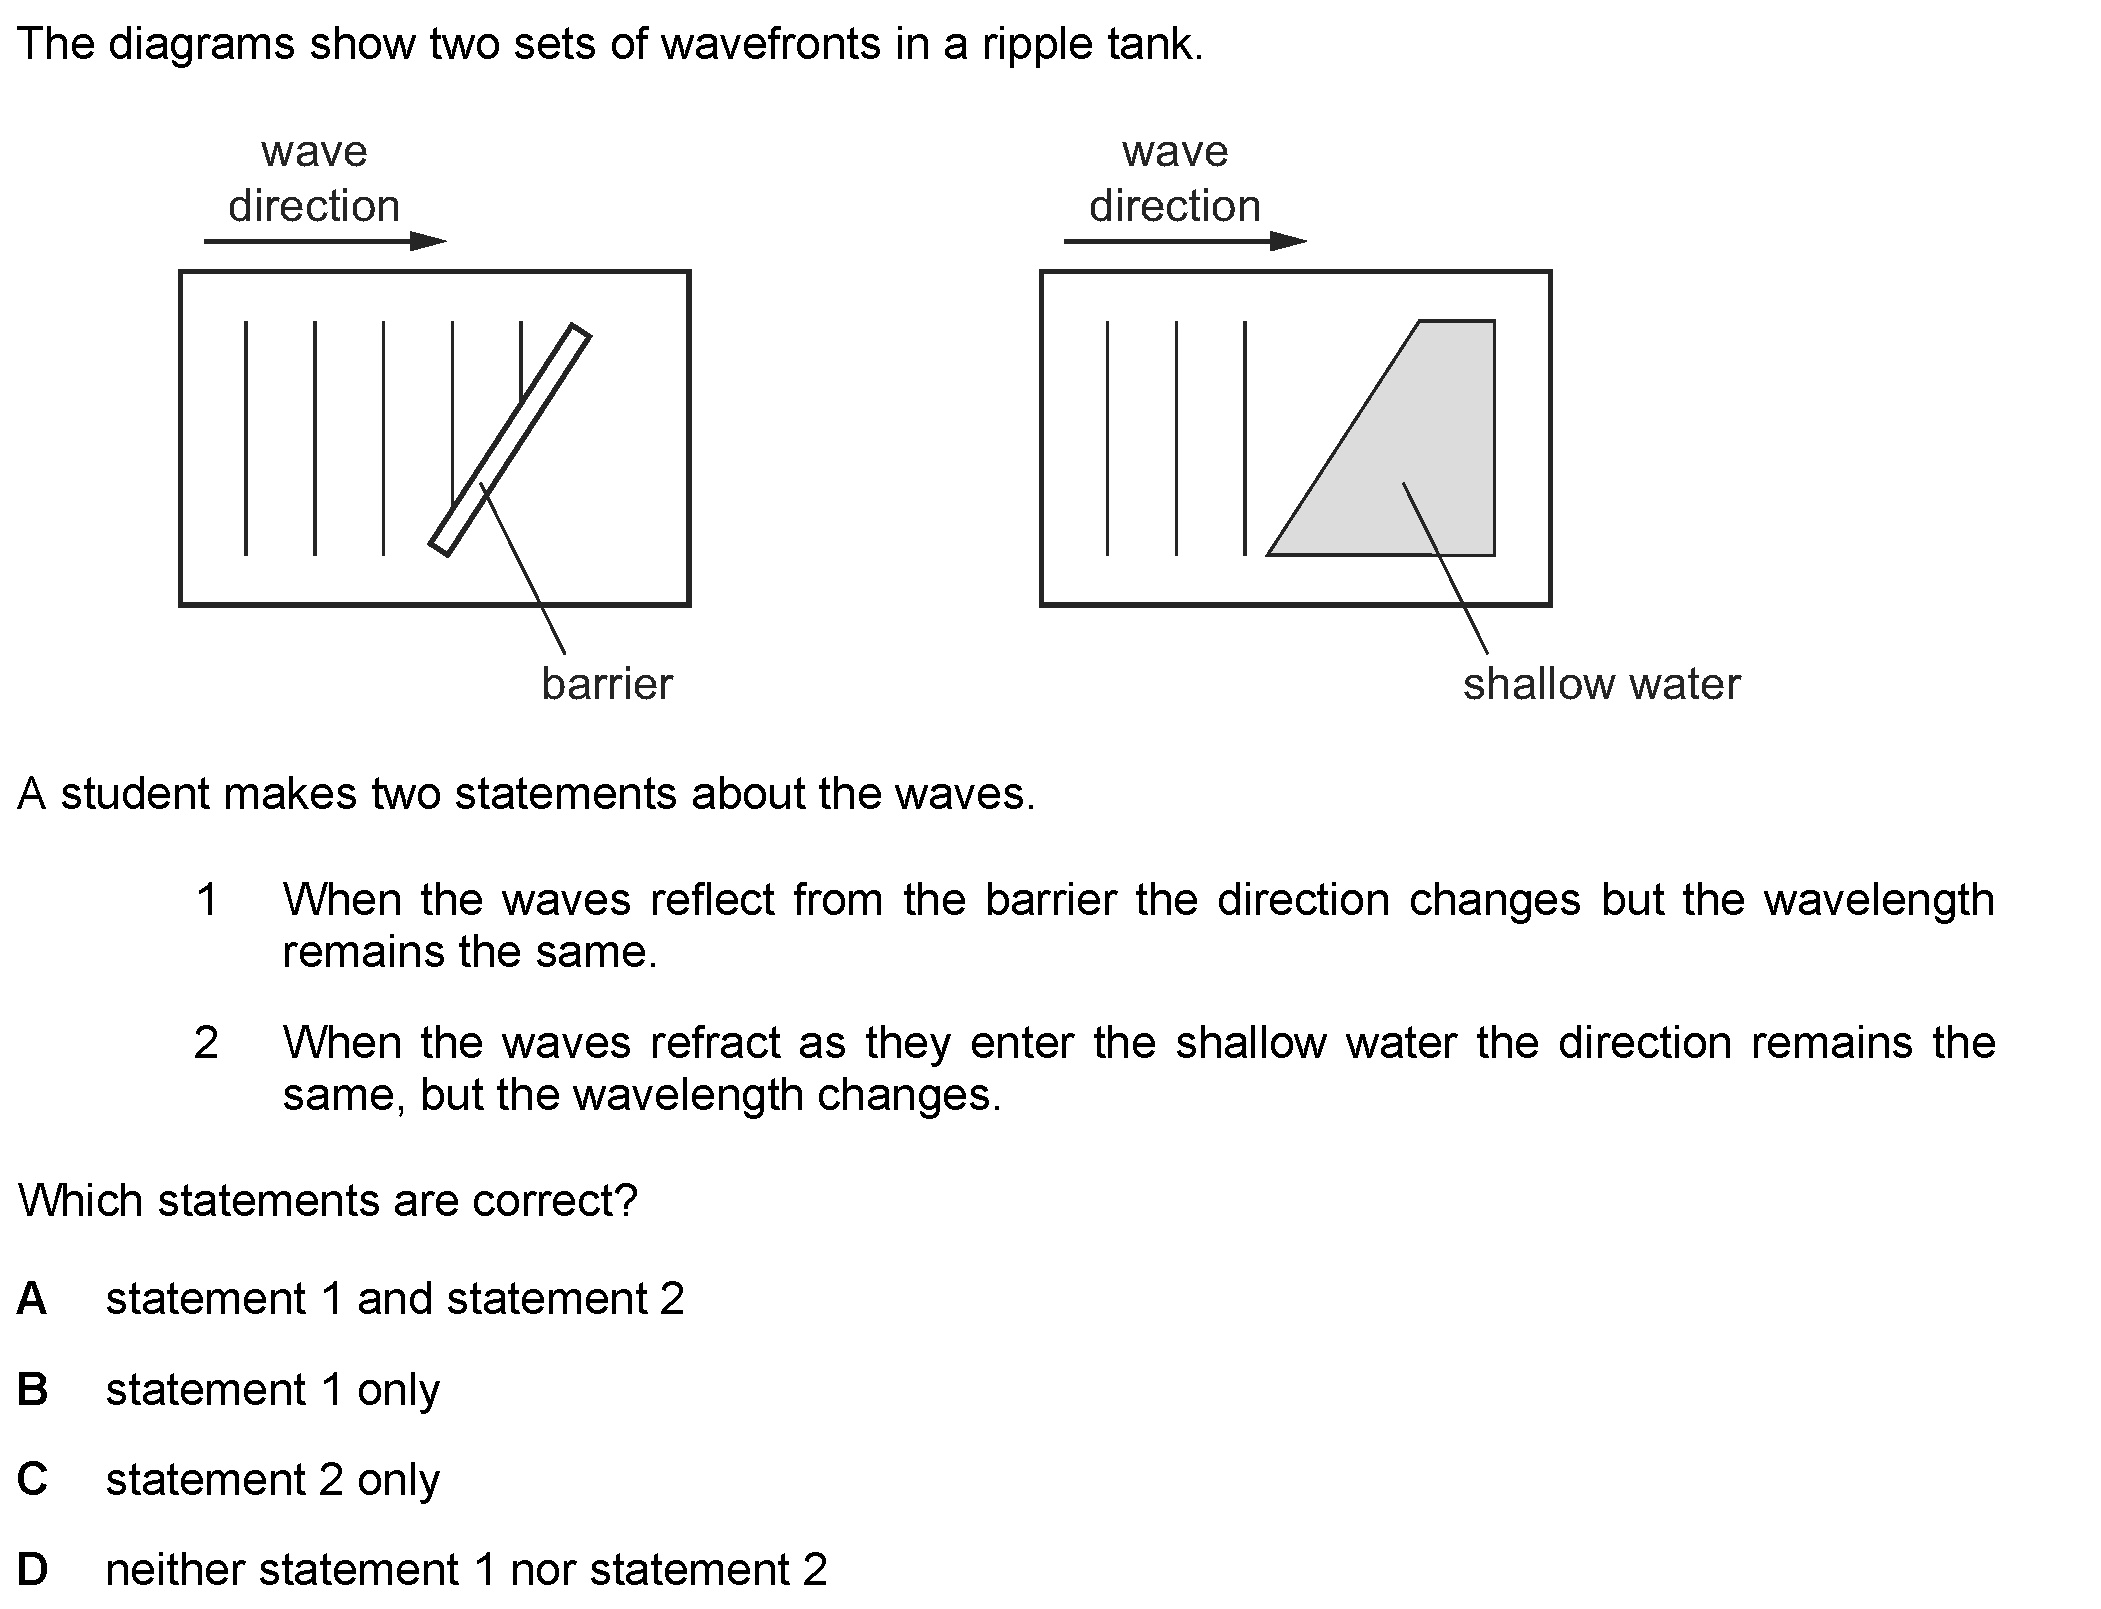 The diagrams show two sets of wavefronts in a ripple tank.
wave
direction
wave
direction
barrier
shallow water
A student makes two statements about the waves.
1 When the waves reflect from the barrier the direction changes but the wavelength
remains the same.
2 When the waves refract as they enter the shallow water the direction remains the
same, but the wavelength changes.
Which statements are correct?
A statement 1 and statement 2
B statement 1 only
C statement 2 only
D neither statement 1 nor statement 2